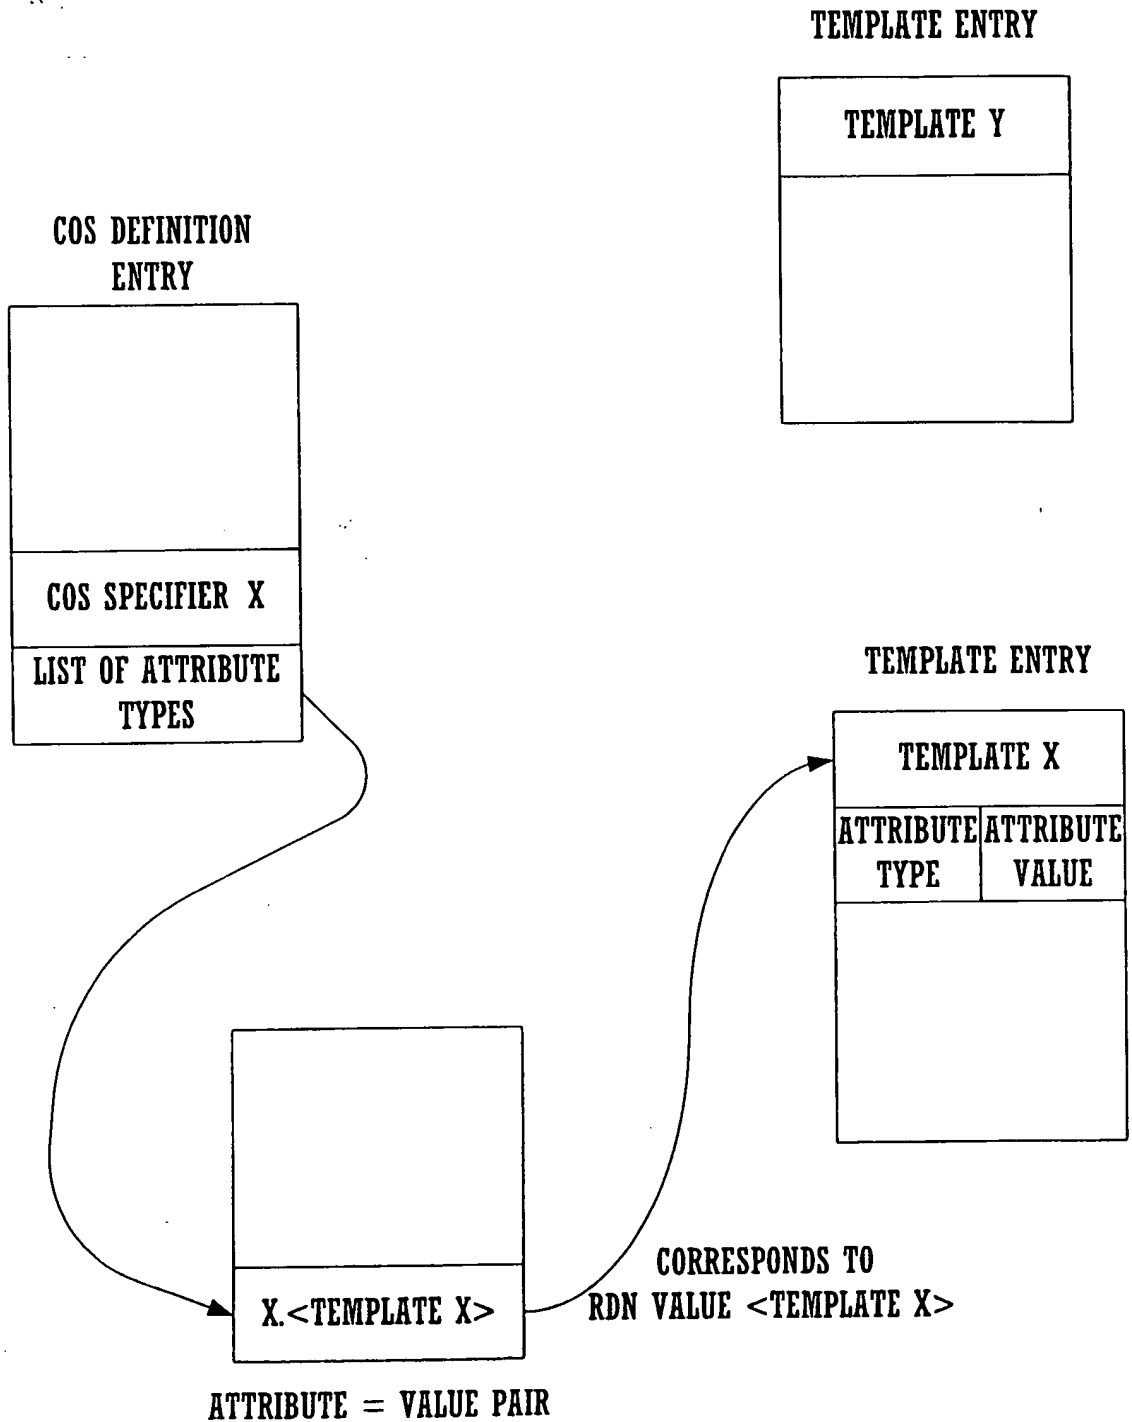 TEMPLATE ENTRY
TEMPLATE Y
COS DEFINITION
ENTRY
COS SPECIFIER X
LIST OF ATTRIBUTE
TYPES
TEMPLATE ENTRY
TEMPLATE X
ATTRIBUTE
TYPE
ATTRIBUTE
VALUE
X.<TEMPLATE X>
CORRESPONDS TO
RDN VALUE <TEMPLATE X>
ATTRIBUTE = VALUE PAIR